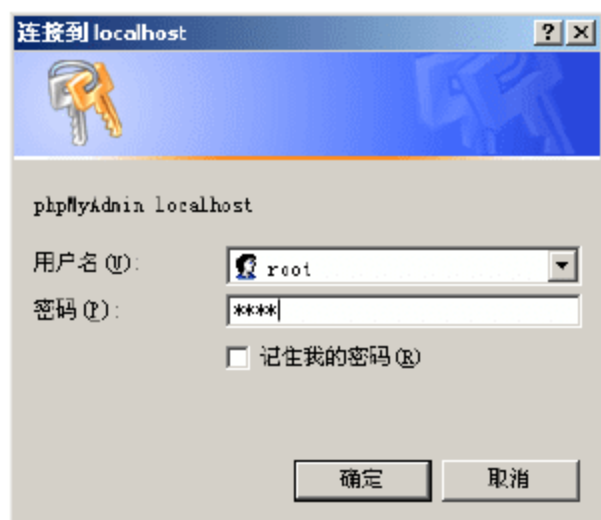 连接到 localhost
phpMyAdmin localhost
用户名(U):
root
密码(P):
****
记住我的密码(R)
确定
取消